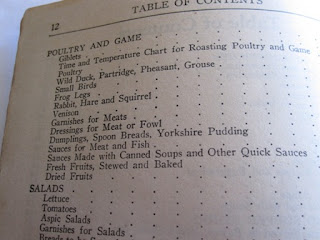 12
TABLE OF CONTENTS
POULTRY AND GAME
Giblets
Time and Temperature Chart for Roasting Poultry and Game
Poultry
Wild Duck, Partridge, Pheasant, Grouse
Small Birds
Frog Legs
Rabbit, Hare and Squirrel
Venison
Garnishes for Meats
Dressings for Meat or Fowl
Dumplings, Spoon Breads, Yorkshire Pudding
Sauces for Meat and Fish
Sauces Made with Canned Soups and Other Quick Sauces
Fresh Fruits, Stewed and Baked
Dried Fruits
SALADS
Lettuce
Tomatoes
Aspic Salads
Garnishes for Salads
Breads to be